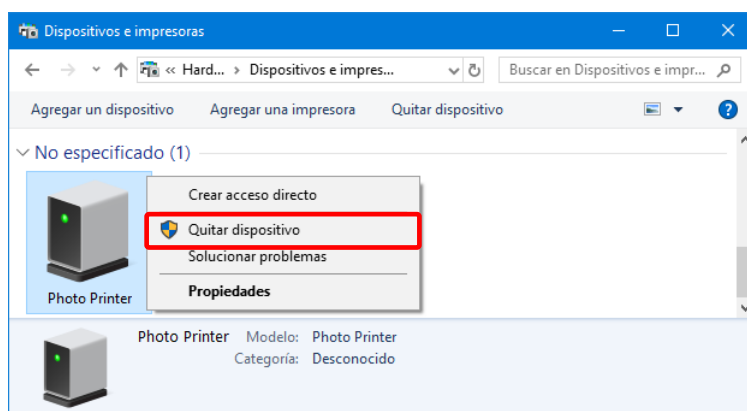 Dispositivos e impresoras
« Hard... › Dispositivos e impres... Buscar en Dispositivos e impr...
Agregar un dispositivo Agregar una impresora Quitar dispositivo
No especificado (1)
Crear acceso directo
Quitar dispositivo
Solucionar problemas
Propiedades
Photo Printer
Photo Printer Modelo: Photo Printer
Categoría: Desconocido